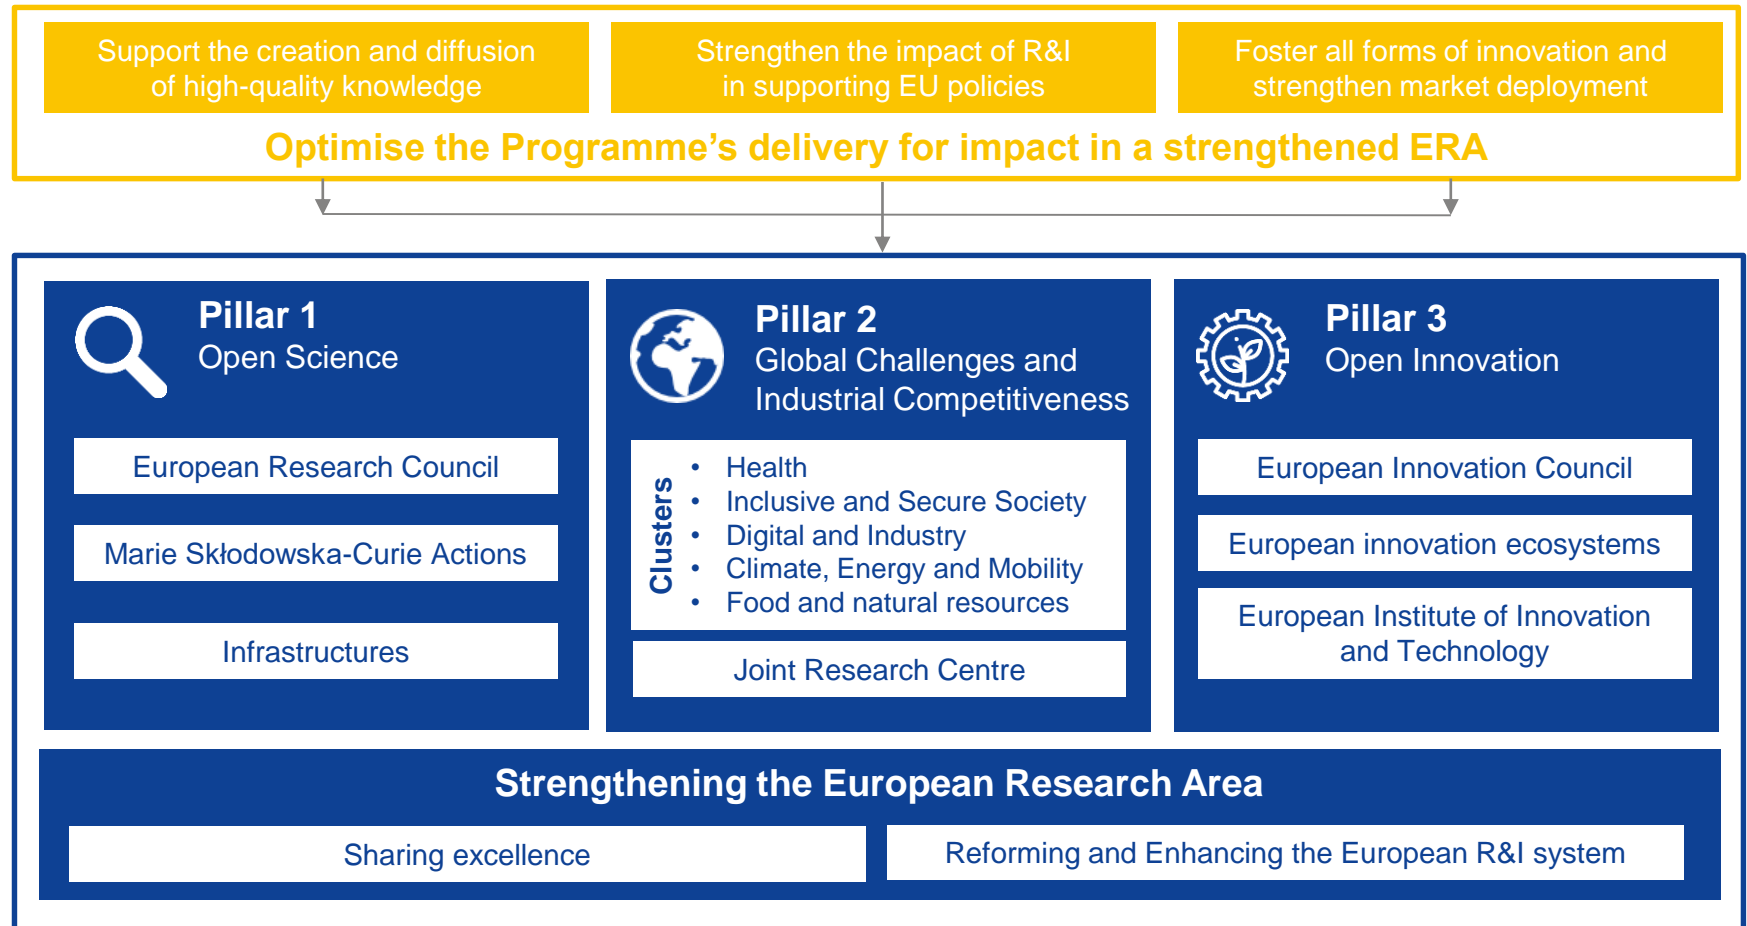 Support the creation and diffusion
of high-quality knowledge
Strengthen the impact of R&I
in supporting EU policies
Foster all forms of innovation and
strengthen market deployment
Optimise the Programme’s delivery for impact in a strengthened ERA
Pillar 1
Open Science
European Research Council
Marie Skłodowska-Curie Actions
Infrastructures
Pillar 2
Global Challenges and
Industrial Competitiveness
Clusters
• Health
• Inclusive and Secure Society
• Digital and Industry
• Climate, Energy and Mobility
• Food and natural resources
Joint Research Centre
Pillar 3
Open Innovation
European Innovation Council
European innovation ecosystems
European Institute of Innovation
and Technology
Strengthening the European Research Area
Sharing excellence
Reforming and Enhancing the European R&I system